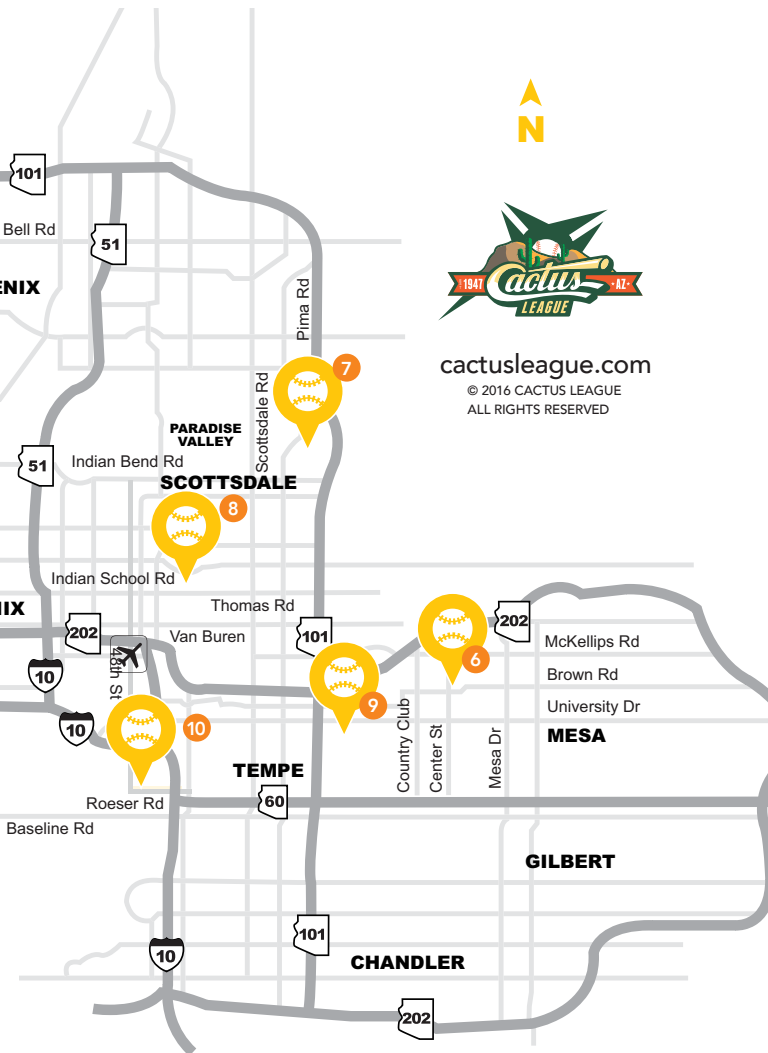 N
101
Bell Rd
51
1947
Cactus
AZ
LEAGUE
ENIX
Pima Rd
cactusleague.com
© 2016 CACTUS LEAGUE
ALL RIGHTS RESERVED
7
Scottsdale Rd
PARADISE
VALLEY
51
Indian Bend Rd
SCOTTSDALE
8
Indian School Rd
IX
Thomas Rd
202
Van Buren
101
202
McKellips Rd
6
48th St
10
Brown Rd
9
University Dr
10
10
Country Club
Center St
Mesa Dr
MESA
TEMPE
Roeser Rd
60
Baseline Rd
GILBERT
101
10
CHANDLER
202